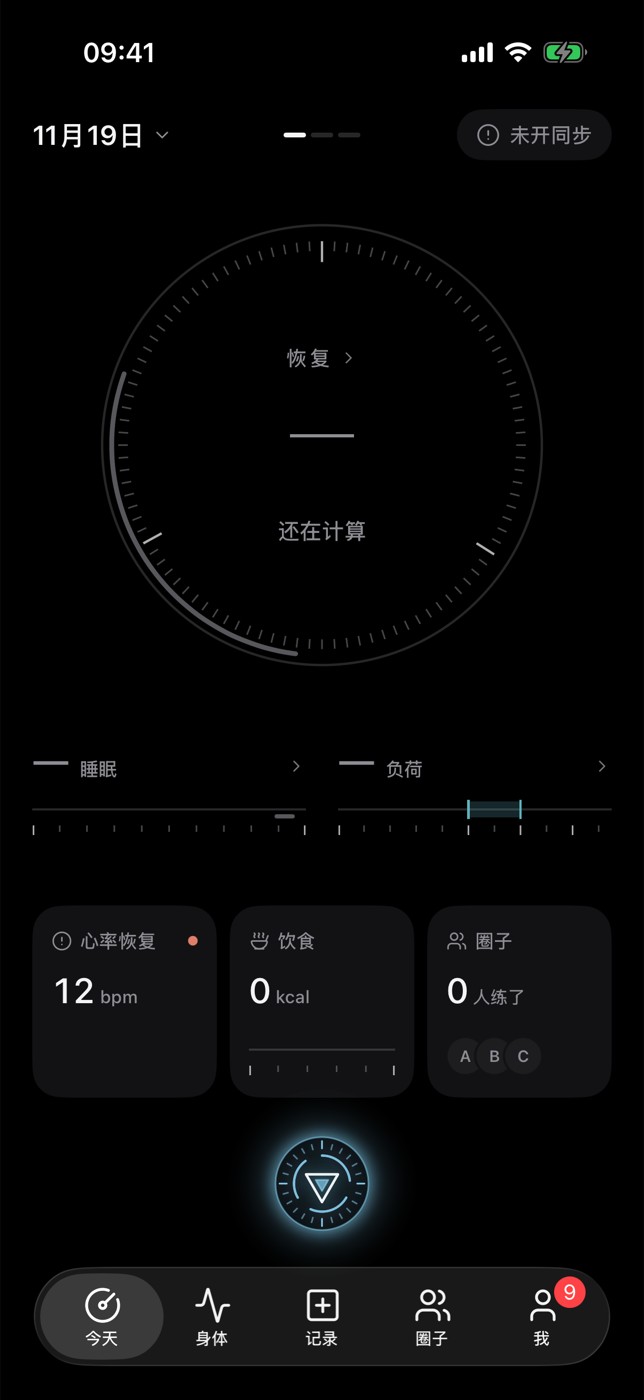 09:41
11月19日
未开同步
恢复
还在计算
睡眠
负荷
心率恢复
12 bpm
饮食
0 kcal
圈子
0 人练了
A B C
今天
身体
记录
圈子
我
9